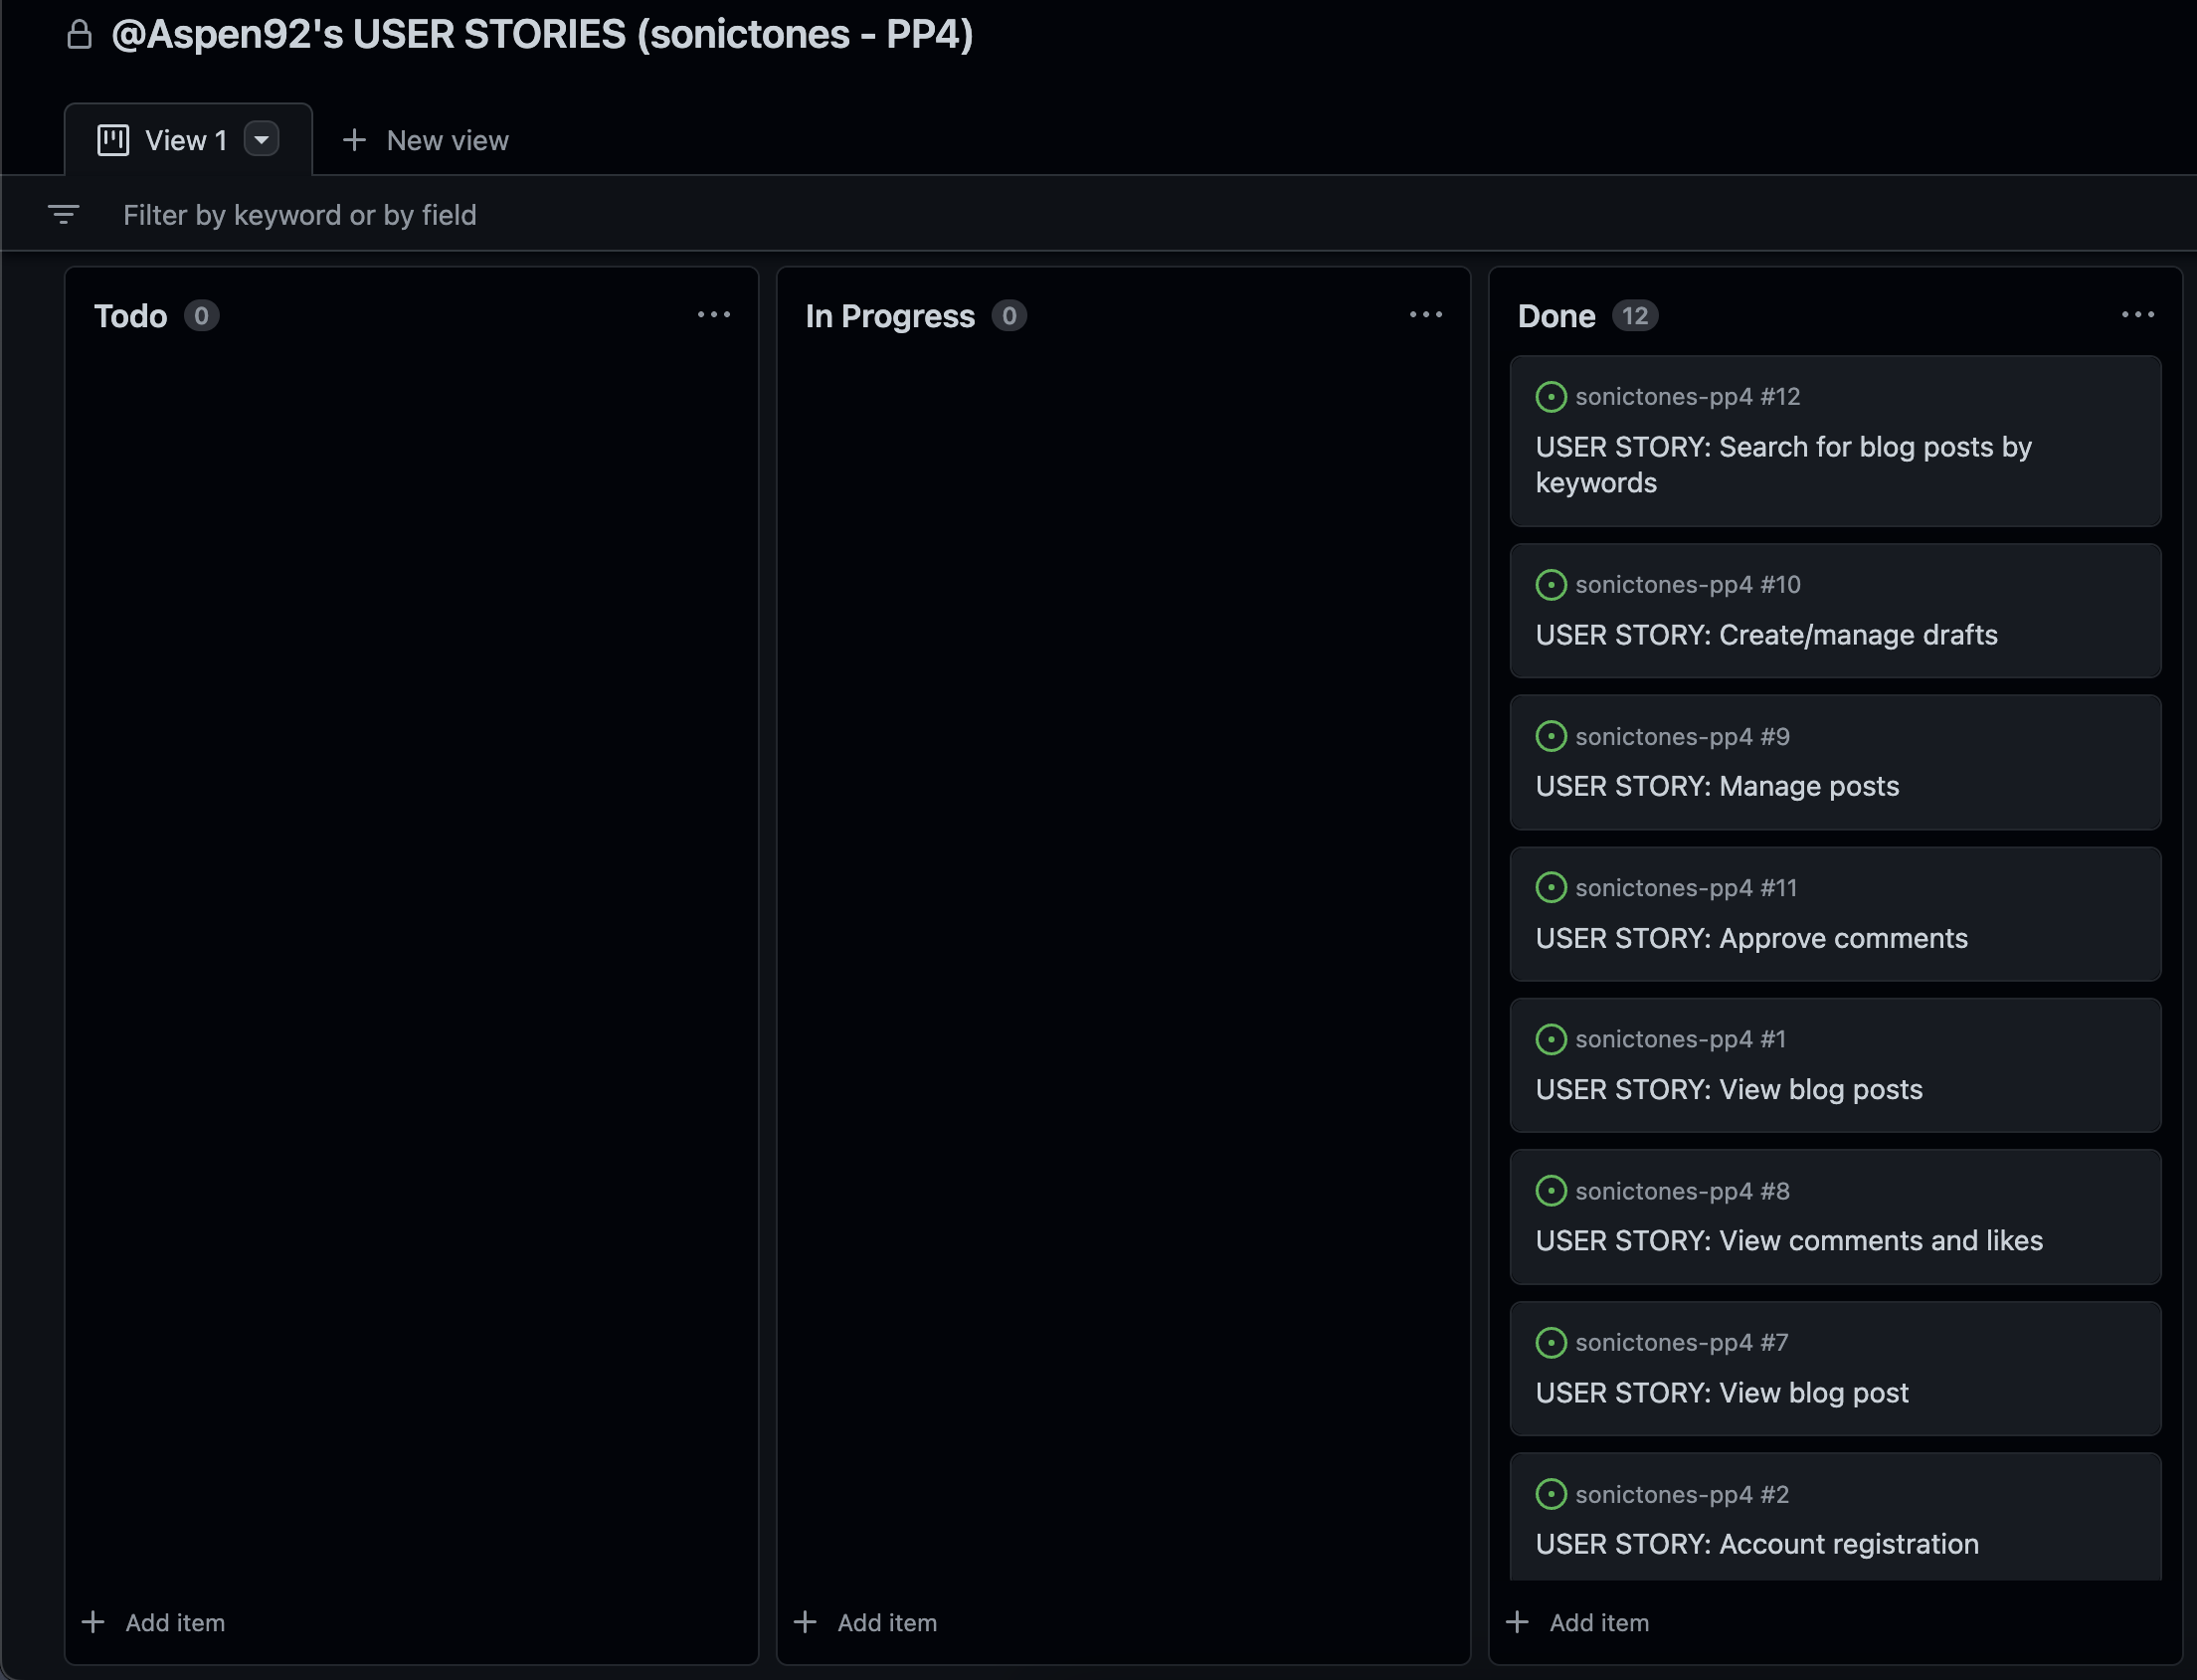 @Aspen92's USER STORIES (sonictones - PP4)
View 1
New view
Filter by keyword or by field
Todo 0
Add item
In Progress 0
Add item
Done 12
sonictones-pp4 #12
USER STORY: Search for blog posts by
keywords
sonictones-pp4 #10
USER STORY: Create/manage drafts
sonictones-pp4 #9
USER STORY: Manage posts
sonictones-pp4 #11
USER STORY: Approve comments
sonictones-pp4 #1
USER STORY: View blog posts
sonictones-pp4 #8
USER STORY: View comments and likes
sonictones-pp4 #7
USER STORY: View blog post
sonictones-pp4 #2
USER STORY: Account registration
Add item